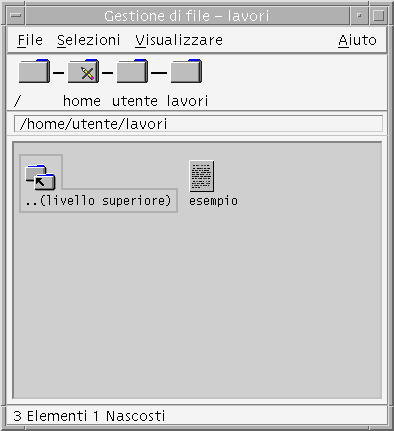 Gestione di file – lavori
File Selezioni Visualizzare Aiuto
/ home utente lavori
/home/utente/lavori
..(livello superiore) esempio
3 Elementi 1 Nascosti